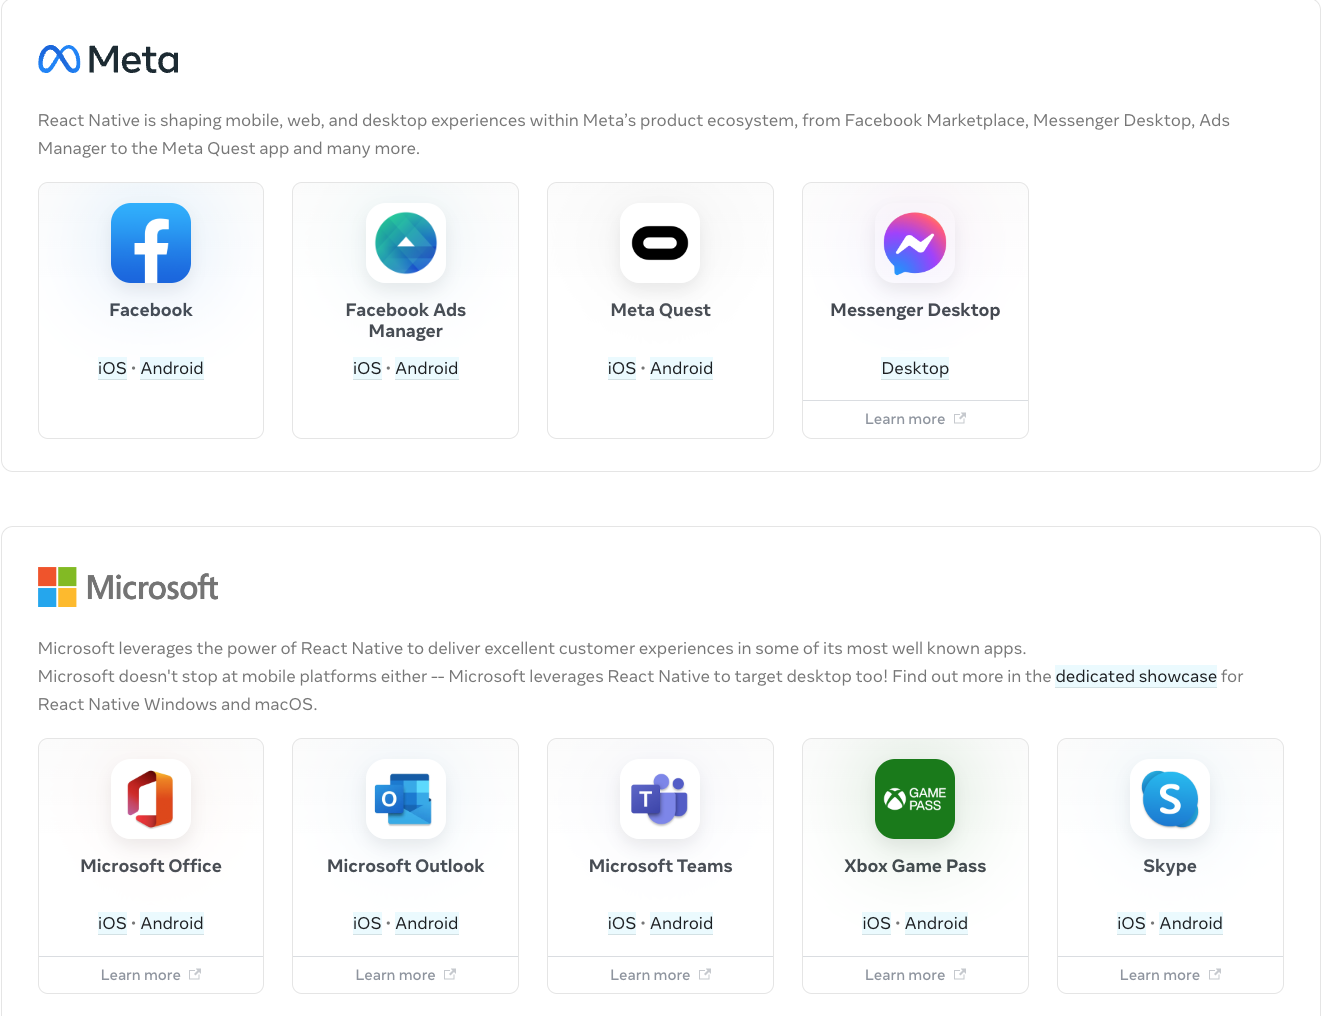 Meta
React Native is shaping mobile, web, and desktop experiences within Meta’s product ecosystem, from Facebook Marketplace, Messenger Desktop, Ads
Manager to the Meta Quest app and many more.
Facebook
iOS • Android
Facebook Ads
Manager
iOS • Android
Meta Quest
iOS • Android
Messenger Desktop
Desktop
Learn more
Microsoft
Microsoft leverages the power of React Native to deliver excellent customer experiences in some of its most well known apps.
Microsoft doesn't stop at mobile platforms either -- Microsoft leverages React Native to target desktop too! Find out more in the dedicated showcase for
React Native Windows and macOS.
Microsoft Office
iOS • Android
Learn more
O
Microsoft Outlook
iOS • Android
Learn more
T
Microsoft Teams
iOS • Android
Learn more
GAME
PASS
Xbox Game Pass
iOS • Android
Learn more
S
Skype
iOS • Android
Learn more